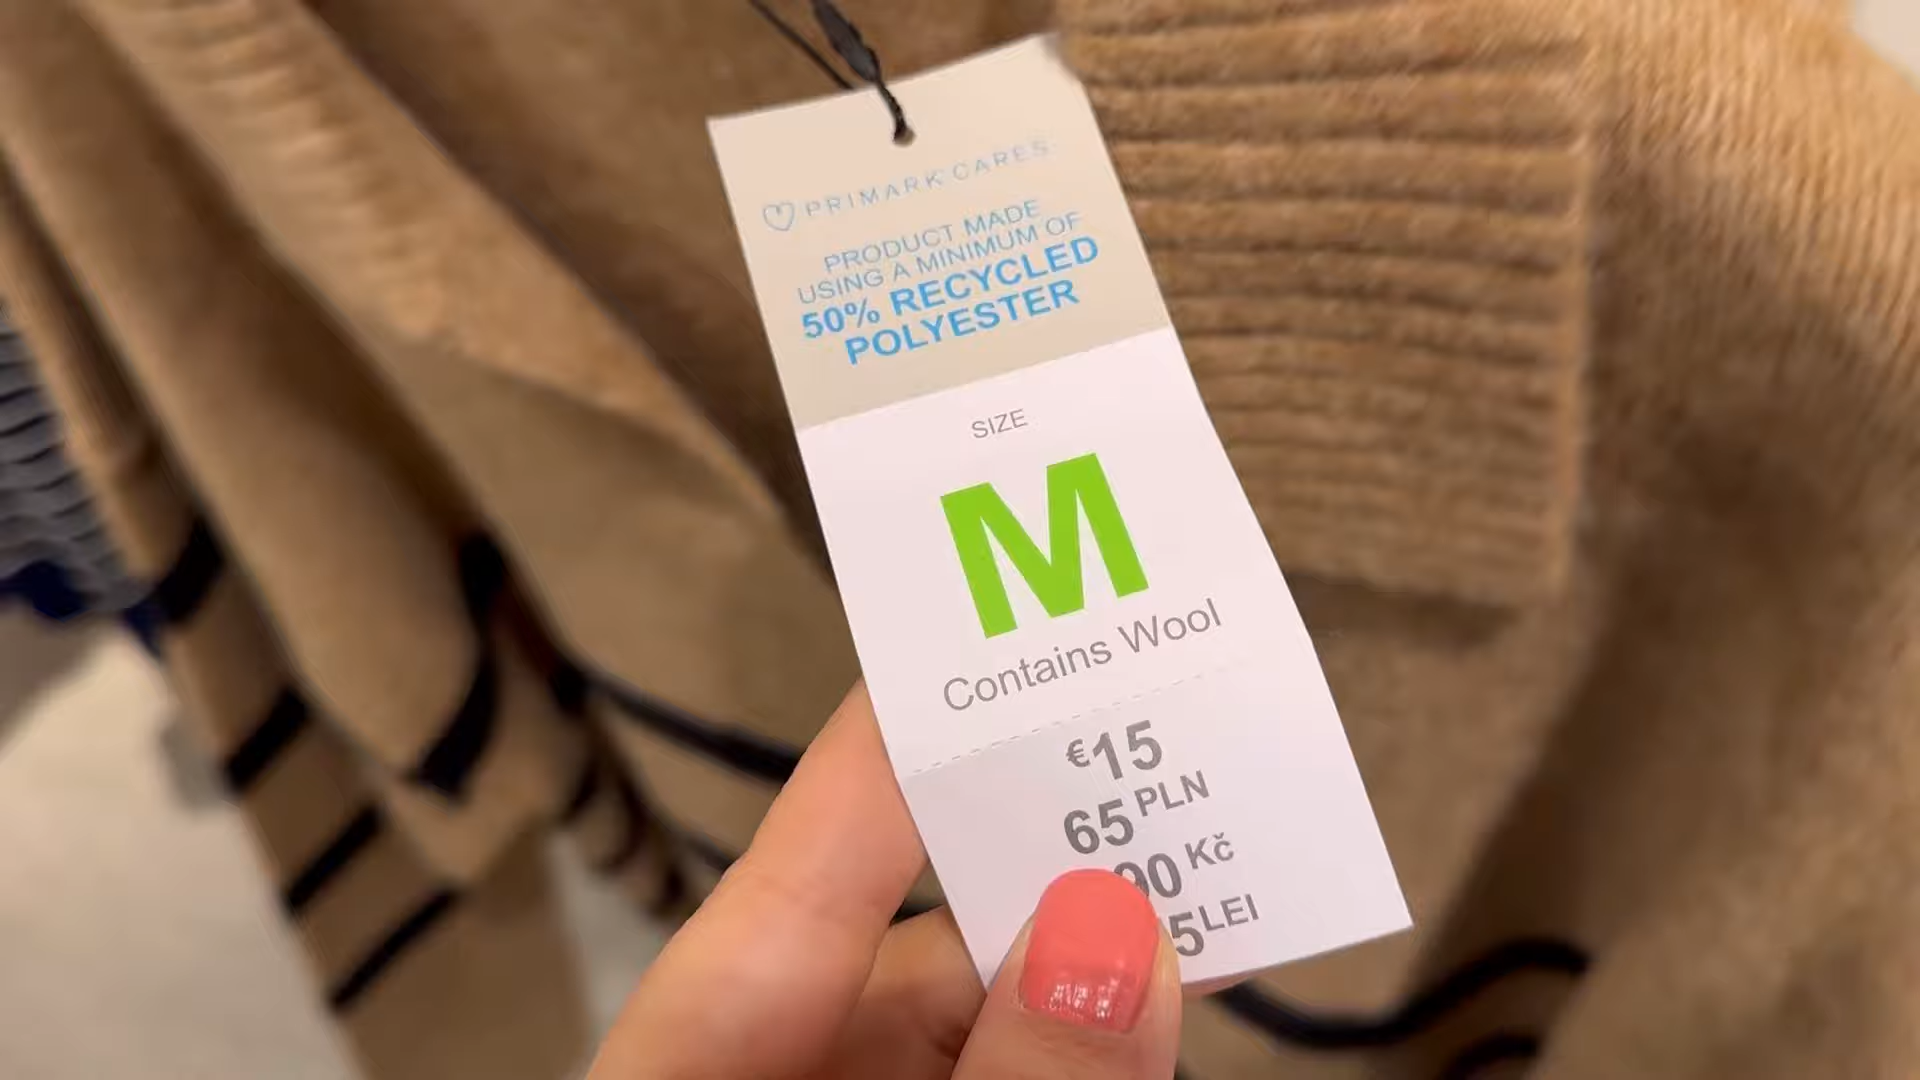 PRIMARK CARES
PRODUCT MADE
USING A MINIMUM OF
50% RECYCLED
POLYESTER
SIZE
M
Contains Wool
€15
65 PLN
Kč
LEI